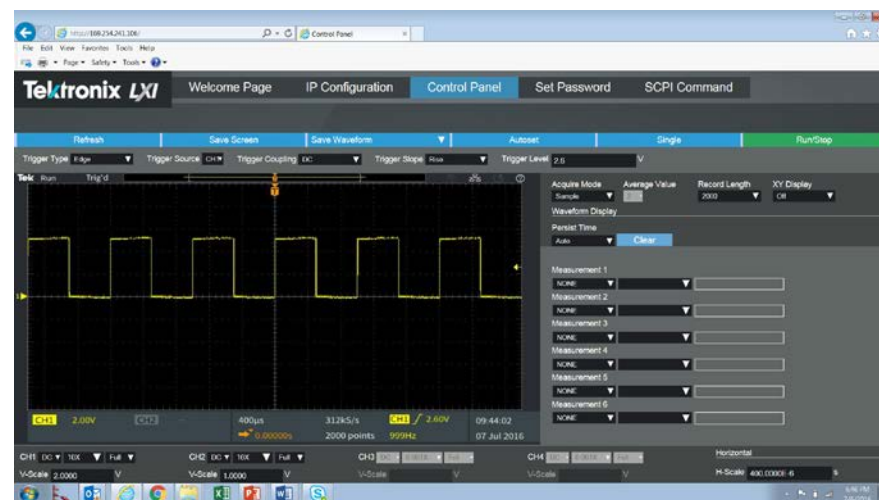 http://169.254.241.106/
Control Panel
File Edit View Favorites Tools Help
Page Safety Tools
Tektronix LXI Welcome Page IP Configuration Control Panel Set Password SCPI Command
Refresh Save Screen Save Waveform Autoset Single Run/Stop
Trigger Type Edge Trigger Source CH1 Trigger Coupling DC Trigger Slope Rise Trigger Level 2.6 V
Tek Run Trig'd
Acquire Mode Average Value Record Length XY Display
Sample 2000 Off
Waveform Display
Persist Time
Auto Clear
Measurement 1
NONE
Measurement 2
NONE
Measurement 3
NONE
Measurement 4
NONE
Measurement 5
NONE
Measurement 6
NONE
CH1 2.00V CH2 400µs 312kS/s CH1 2.60V 09:44:02
0.00000s 2000 points 999Hz 07 Jul 2016
CH1 DC 10X Full CH2 DC 10X Full CH3 CH4 Horizontal
V-Scale 2.0000 V V-Scale 1.0000 V V-Scale V V-Scale V H-Scale 400.0000E-6 s